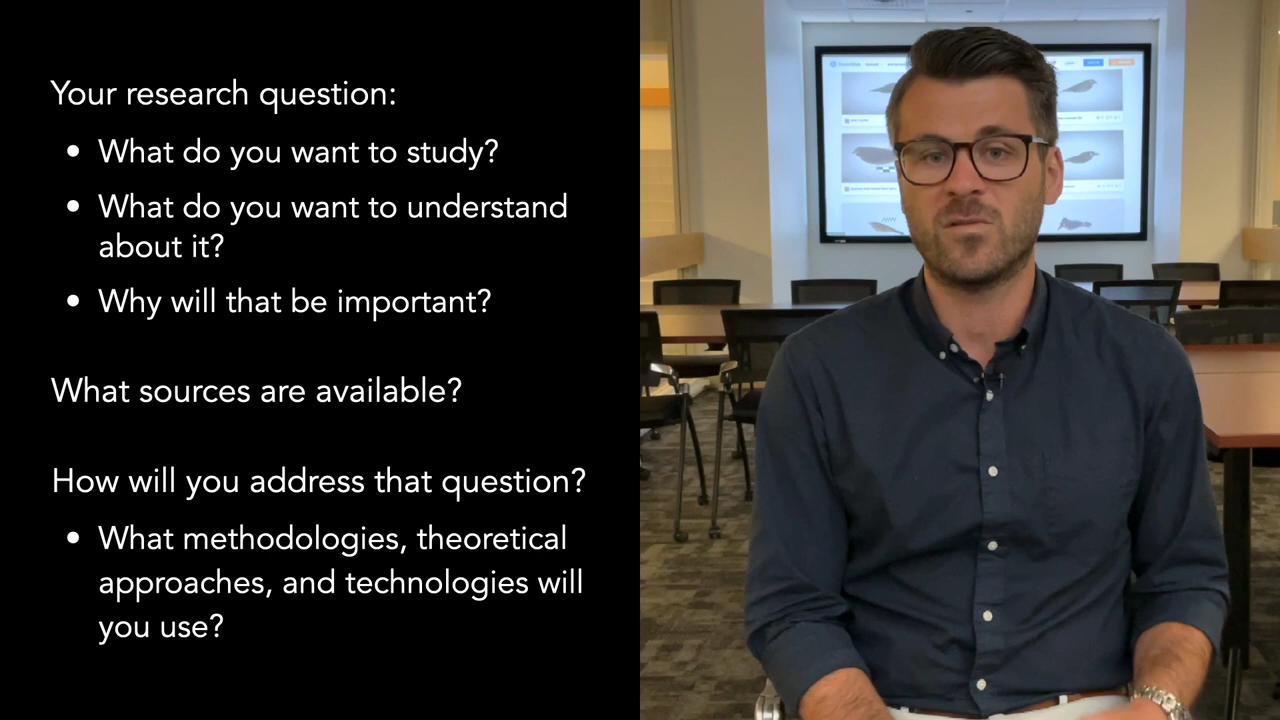 Your research question:
• What do you want to study?
• What do you want to understand
about it?
• Why will that be important?
What sources are available?
How will you address that question?
• What methodologies, theoretical
approaches, and technologies will
you use?